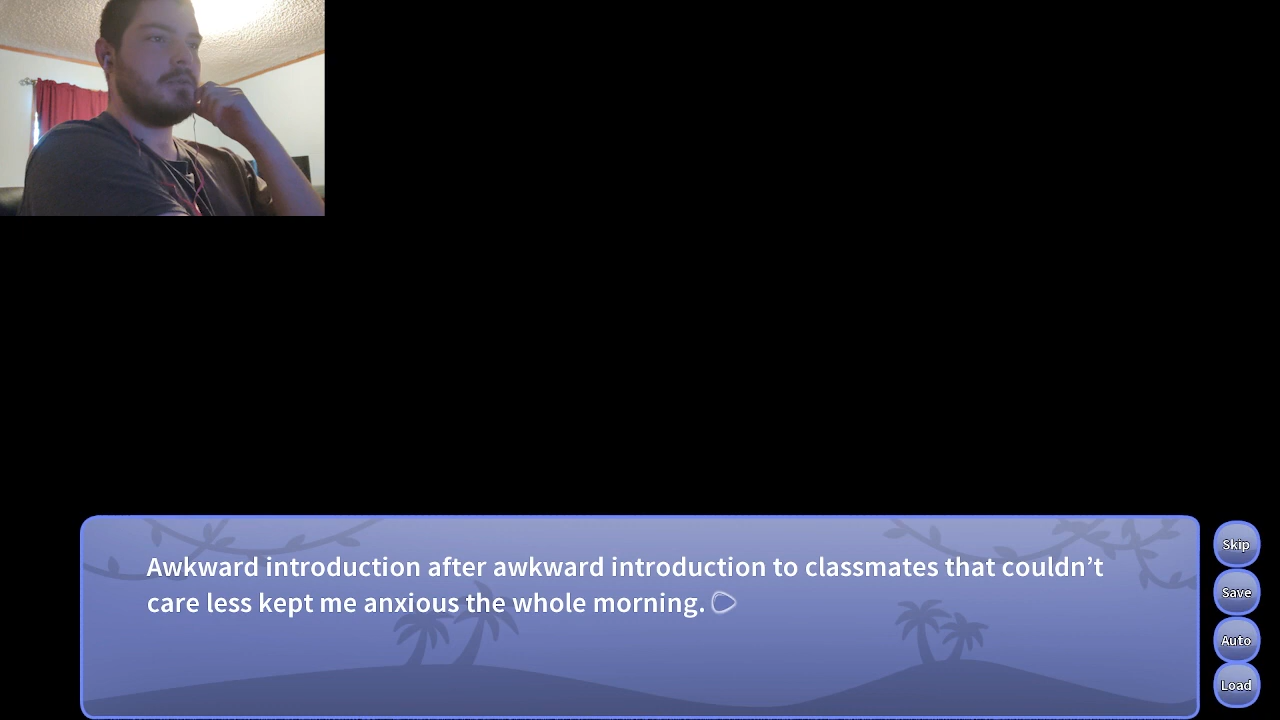 Awkward introduction after awkward introduction to classmates that couldn’t
care less kept me anxious the whole morning.
Skip
Save
Auto
Load